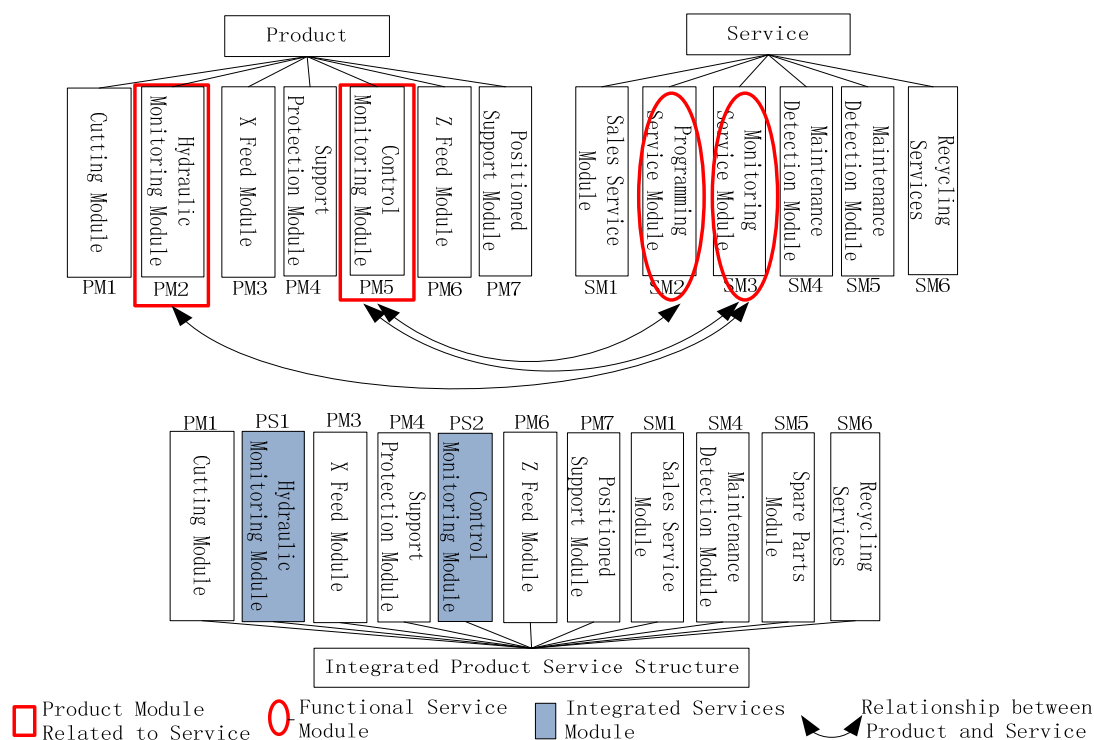 Product
Service
Cutting Module
Hydraulic
Monitoring Module
X Feed Module
Support
Protection Module
Control
Monitoring Module
Z Feed Module
Positioned
Support Module
Sales Service
Module
Programming
Service Module
Monitoring
Service Module
Maintenance
Detection Module
Maintenance
Detection Module
Recycling
Services
PM1
PM2
PM3
PM4
PM5
PM6
PM7
SM1
SM2
SM3
SM4
SM5
SM6
PM1
PS1
PM3
PM4
PS2
PM6
PM7
SM1
SM4
SM5
SM6
Cutting Module
Hydraulic
Monitoring Module
X Feed Module
Support
Protection Module
Control
Monitoring Module
Z Feed Module
Positioned
Support Module
Sales Service
Module
Maintenance
Detection Module
Spare Parts
Module
Recycling
Services
Integrated Product Service Structure
Product Module
Related to Service
Functional Service
Module
Integrated Services
Module
Relationship between
Product and Service